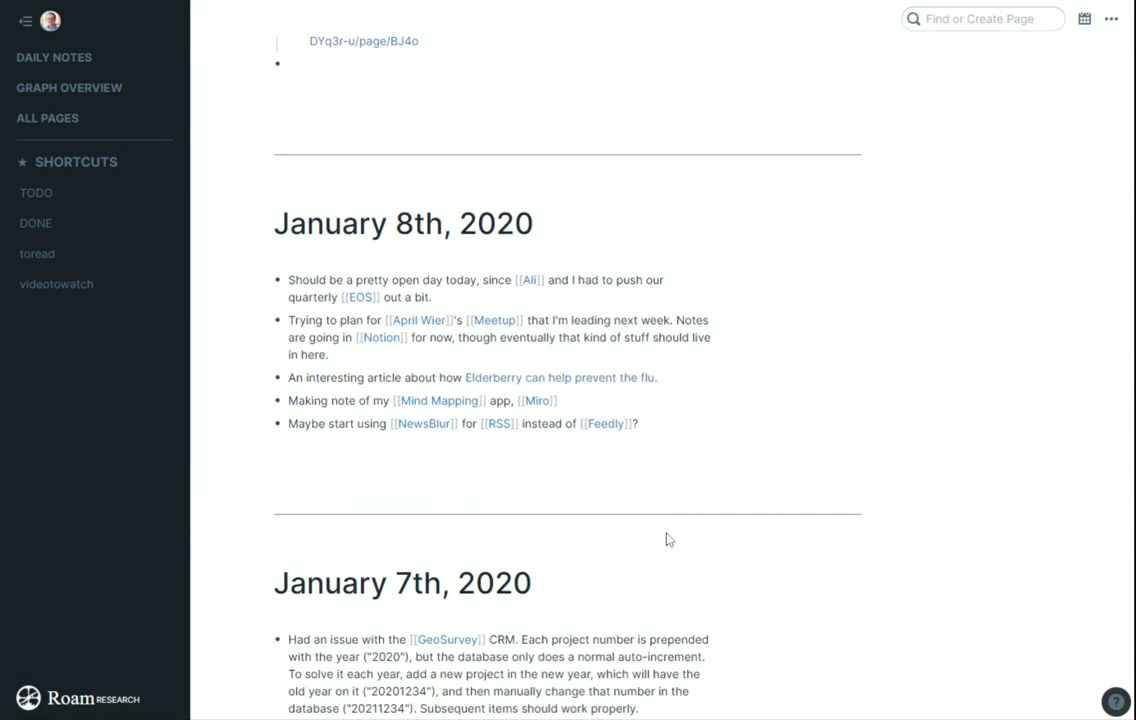 Find or Create Page
DAILY NOTES
GRAPH OVERVIEW
ALL PAGES
★ SHORTCUTS
TODO
DONE
toread
videotowatch
Roam RESEARCH
DYq3r-u/page/BJ4o
•
January 8th, 2020
• Should be a pretty open day today, since [[Ali]] and I had to push our
quarterly [[EOS]] out a bit.
• Trying to plan for [[April Wier]]'s [[Meetup]] that I'm leading next week. Notes
are going in [[Notion]] for now, though eventually that kind of stuff should live
in here.
• An interesting article about how Elderberry can help prevent the flu.
• Making note of my [[Mind Mapping]] app, [[Miro]]
• Maybe start using [[NewsBlur]] for [[RSS]] instead of [[Feedly]]?
January 7th, 2020
• Had an issue with the [[GeoSurvey]] CRM. Each project number is prepended
with the year ("2020"), but the database only does a normal auto-increment.
To solve it each year, add a new project in the new year, which will have the
old year on it ("20201234"), and then manually change that number in the
database ("20211234"). Subsequent items should work properly.
?